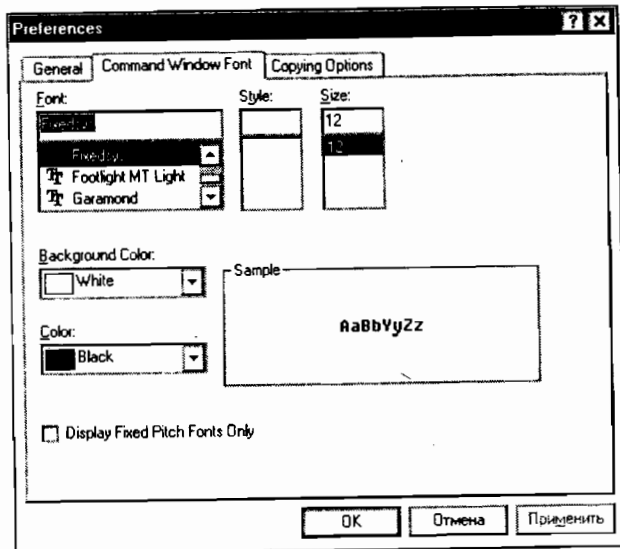 Preferences
General Command Window Font Copying Options
Font: Style: Size:
Fixedsys 12
Fixedsys 12
Footlight MT Light
Garamond
Background Color:
White
Sample
AaBbYyZz
Color:
Black
Display Fixed Pitch Fonts Only
OK Отмена Применить